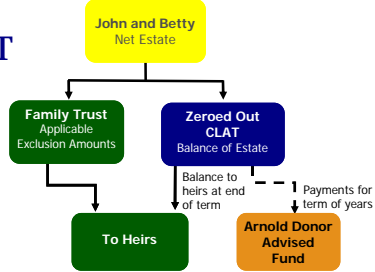 T
John and Betty
Net Estate
Family Trust
Applicable
Exclusion Amounts
Zeroed Out
CLAT
Balance of Estate
Balance to
heirs at end
of term
Payments for
term of years
To Heirs
Arnold Donor
Advised
Fund